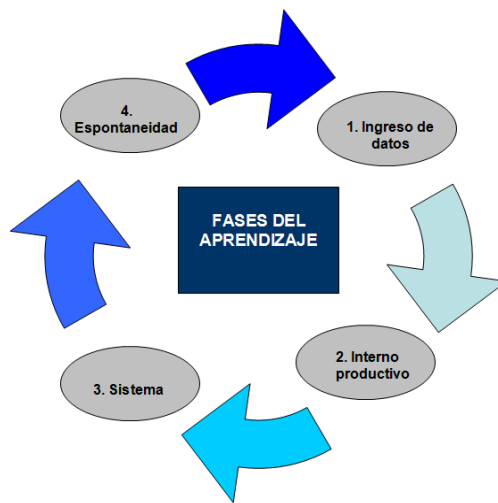 4.
Espontaneidad
1. Ingreso de
datos
FASES DEL
APRENDIZAJE
2. Interno
productivo
3. Sistema